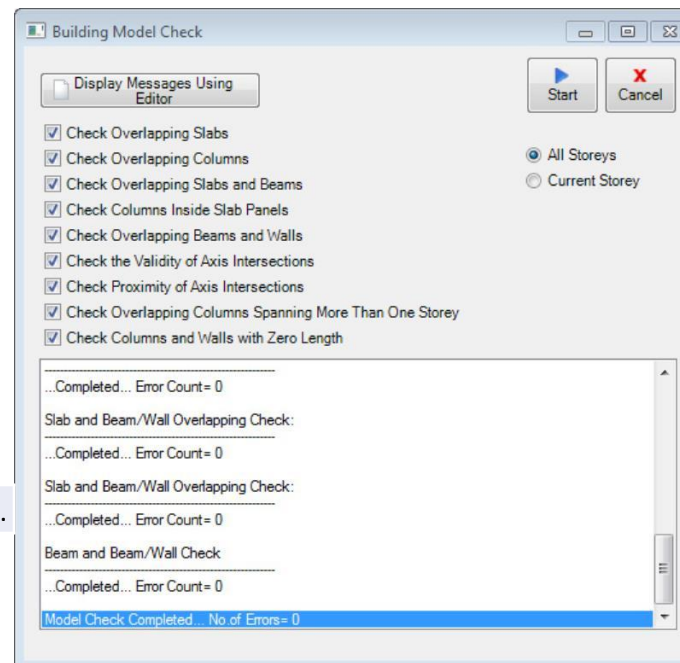 Building Model Check
Display Messages Using
Editor
Start
Cancel
Check Overlapping Slabs
Check Overlapping Columns
Check Overlapping Slabs and Beams
Check Columns Inside Slab Panels
Check Overlapping Beams and Walls
Check the Validity of Axis Intersections
Check Proximity of Axis Intersections
Check Overlapping Columns Spanning More Than One Storey
Check Columns and Walls with Zero Length
All Storeys
Current Storey
------------------------------------------------------------
...Completed... Error Count= 0
Slab and Beam/Wall Overlapping Check:
------------------------------------------------------------
...Completed... Error Count= 0
Slab and Beam/Wall Overlapping Check:
------------------------------------------------------------
...Completed... Error Count= 0
Beam and Beam/Wall Check
------------------------------------------------------------
...Completed... Error Count= 0
Model Check Completed... No.of Errors= 0
.